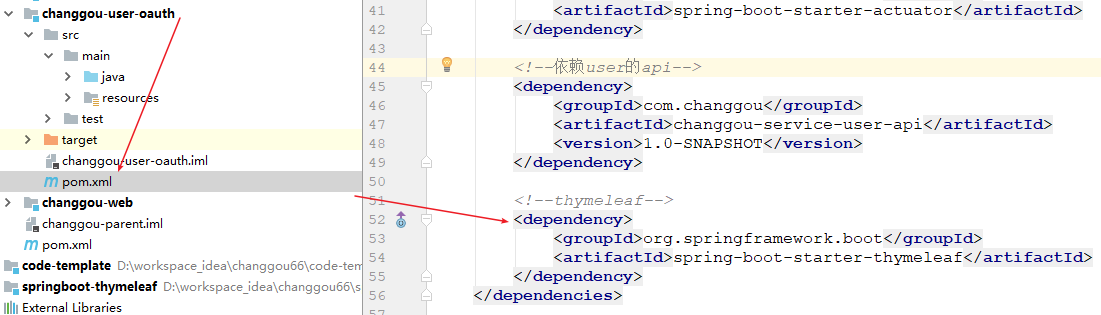 changgou-user-oauth
src
main
java
resources
test
target
changgou-user-oauth.iml
pom.xml
changgou-web
changgou-parent.iml
pom.xml
code-template D:\workspace_idea\changgou66\code-tem
springboot-thymeleaf D:\workspace_idea\changgou66\s
External Libraries
41 <artifactId>spring-boot-starter-actuator</artifactId>
42 </dependency>
43
44 <!--依赖user的api-->
45 <dependency>
46 <groupId>com.changgou</groupId>
47 <artifactId>changgou-service-user-api</artifactId>
48 <version>1.0-SNAPSHOT</version>
49 </dependency>
50
51 <!--thymeleaf-->
52 <dependency>
53 <groupId>org.springframework.boot</groupId>
54 <artifactId>spring-boot-starter-thymeleaf</artifactId>
55 </dependency>
56 </dependencies>
57